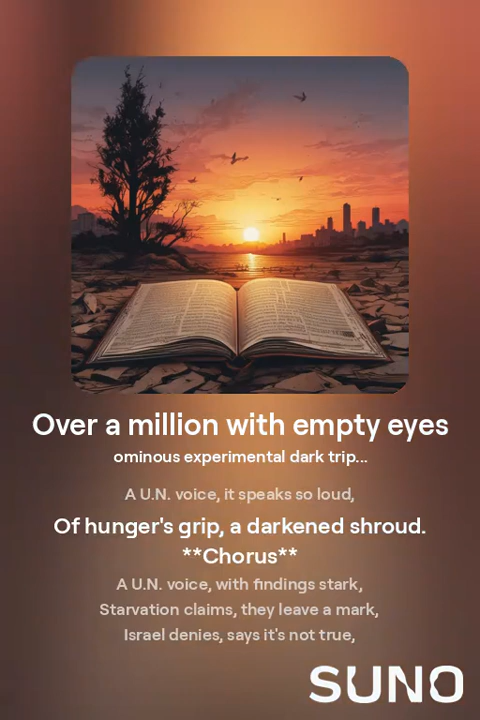 Over a million with empty eyes
ominous experimental dark trip...
A U.N. voice, it speaks so loud,
Of hunger's grip, a darkened shroud.
**Chorus**
A U.N. voice, with findings stark,
Starvation claims, they leave a mark,
Israel denies, says it's not true,
SUNO